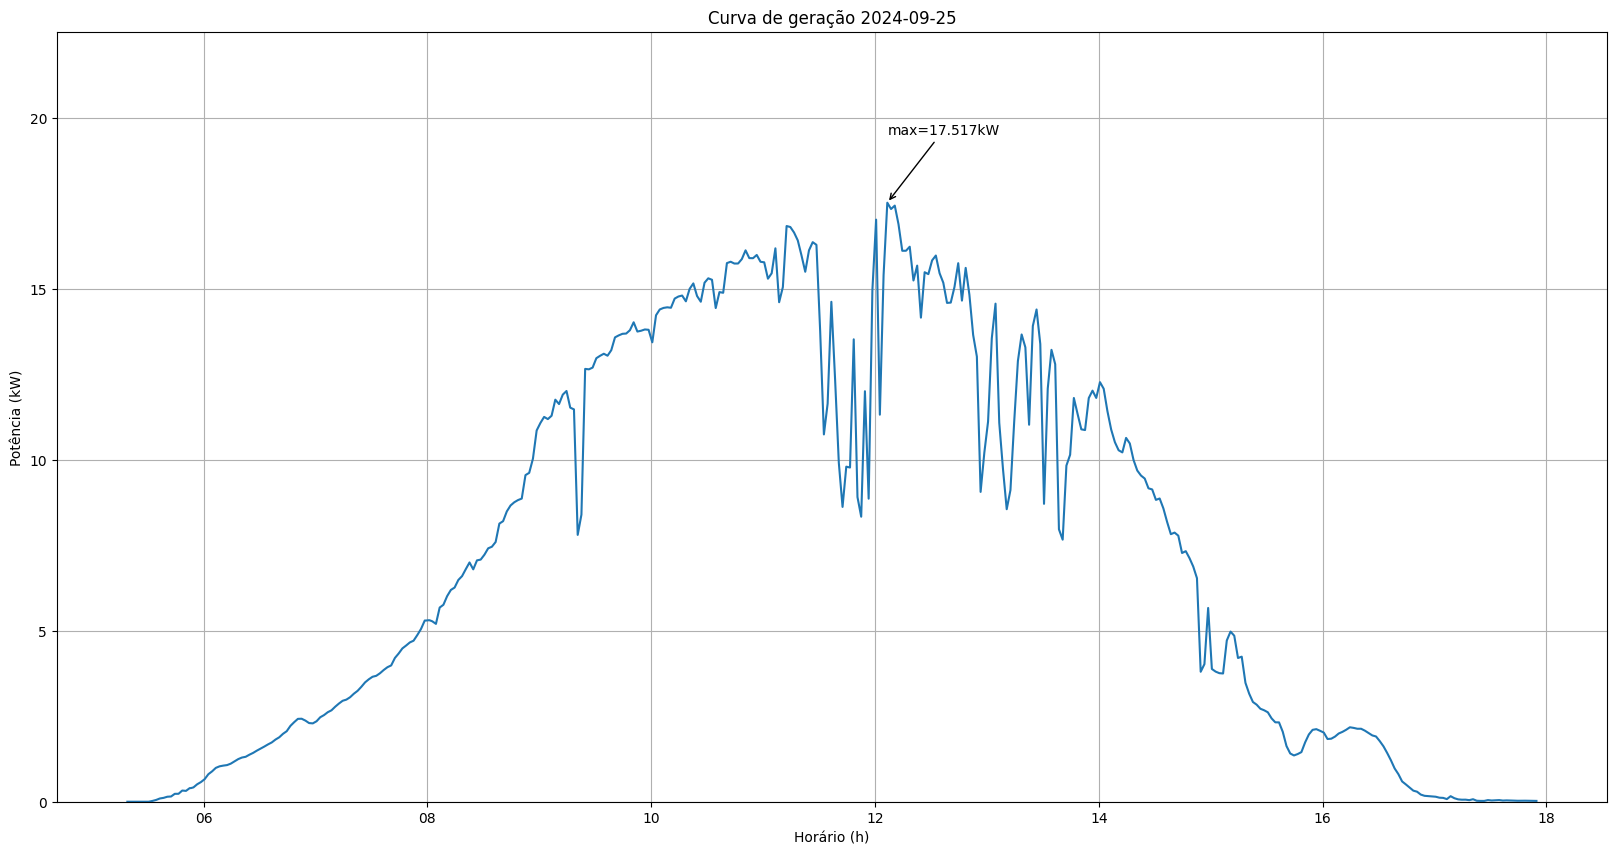 Curva de geração 2024-09-25
20
15
10
5
0
Potência (kW)
max=17.517kW
06 08 10 12 14 16 18
Horário (h)